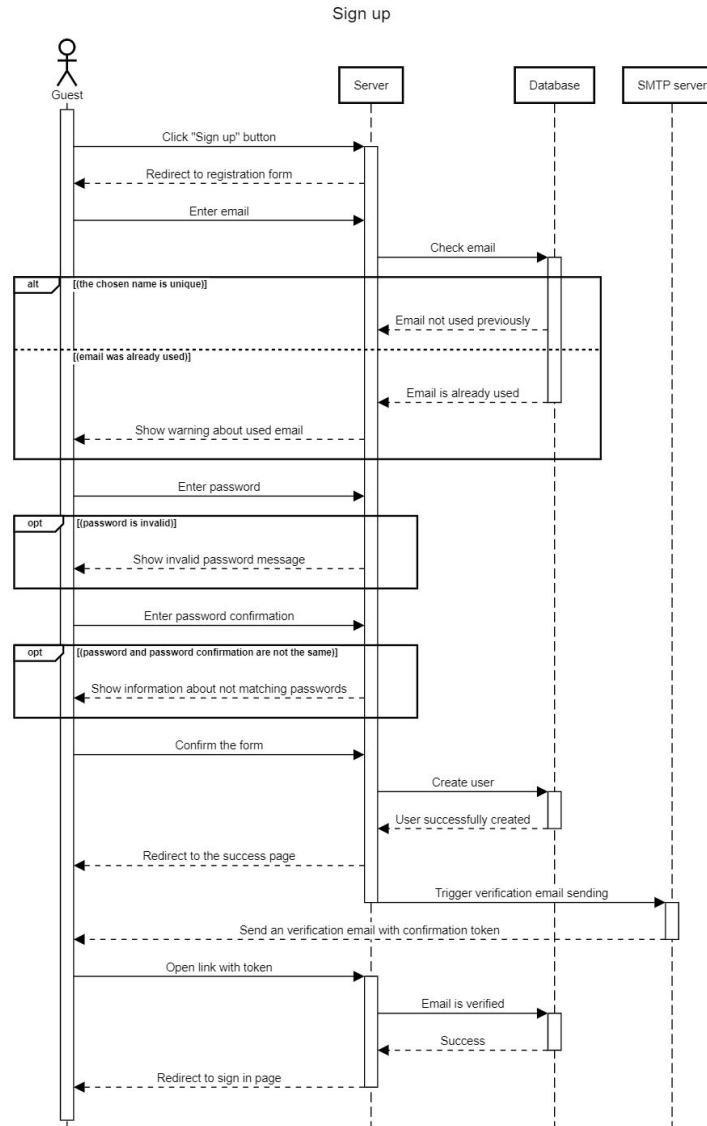 Sign up
Guest
Server
Database
SMTP server
Click "Sign up" button
Redirect to registration form
Enter email
Check email
alt
[(the chosen name is unique)]
Email not used previously
[(email was already used)]
Email is already used
Show warning about used email
Enter password
opt
[(password is invalid)]
Show invalid password message
Enter password confirmation
opt
[(password and password confirmation are not the same)]
Show information about not matching passwords
Confirm the form
Create user
User successfully created
Redirect to the success page
Trigger verification email sending
Send an verification email with confirmation token
Open link with token
Email is verified
Success
Redirect to sign in page